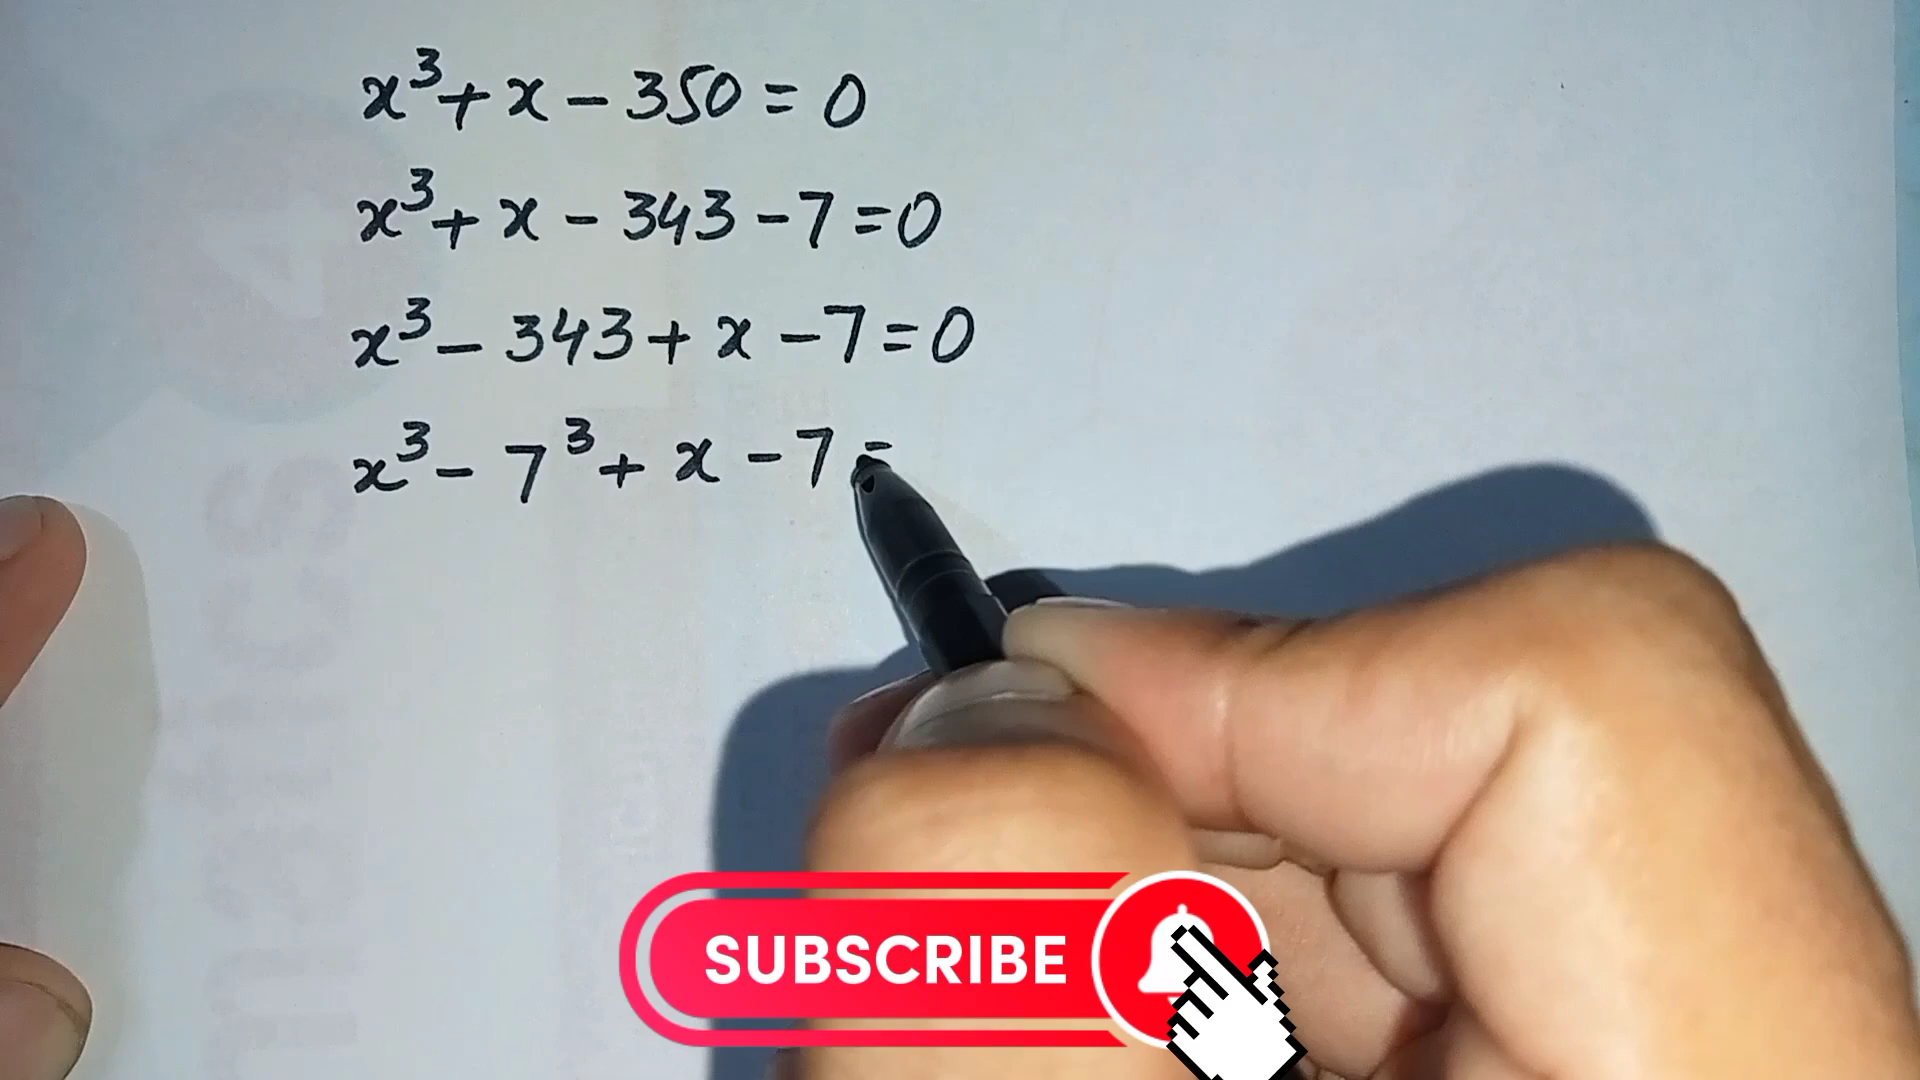 x³ + x − 350 = 0
x³ + x − 343 − 7 = 0
x³ − 343 + x − 7 = 0
x³ − 7³ + x − 7 =
SUBSCRIBE